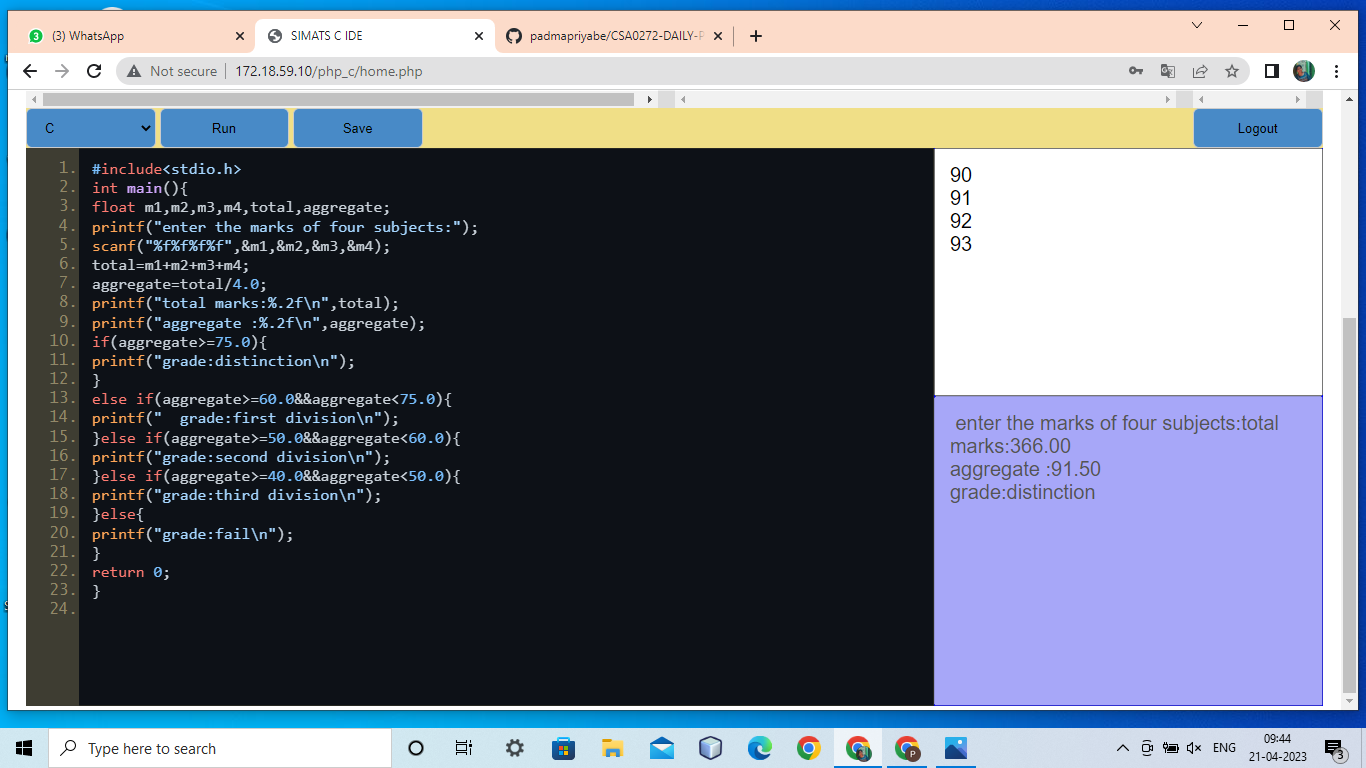 3 (3) WhatsApp
SIMATS C IDE
padmapriyabe/CSA0272-DAILY-P
Not secure 172.18.59.10/php_c/home.php
C Run Save Logout
1. #include<stdio.h>
2. int main(){
3. float m1,m2,m3,m4,total,aggregate;
4. printf("enter the marks of four subjects:");
5. scanf("%f%f%f%f",&m1,&m2,&m3,&m4);
6. total=m1+m2+m3+m4;
7. aggregate=total/4.0;
8. printf("total marks:%.2f\n",total);
9. printf("aggregate :%.2f\n",aggregate);
10. if(aggregate>=75.0){
11. printf("grade:distinction\n");
12. }
13. else if(aggregate>=60.0&&aggregate<75.0){
14. printf("  grade:first division\n");
15. }else if(aggregate>=50.0&&aggregate<60.0){
16. printf("grade:second division\n");
17. }else if(aggregate>=40.0&&aggregate<50.0){
18. printf("grade:third division\n");
19. }else{
20. printf("grade:fail\n");
21. }
22. return 0;
23. }
24.
90
91
92
93
enter the marks of four subjects:total
marks:366.00
aggregate :91.50
grade:distinction
Type here to search
P
ENG
09:44
21-04-2023
3